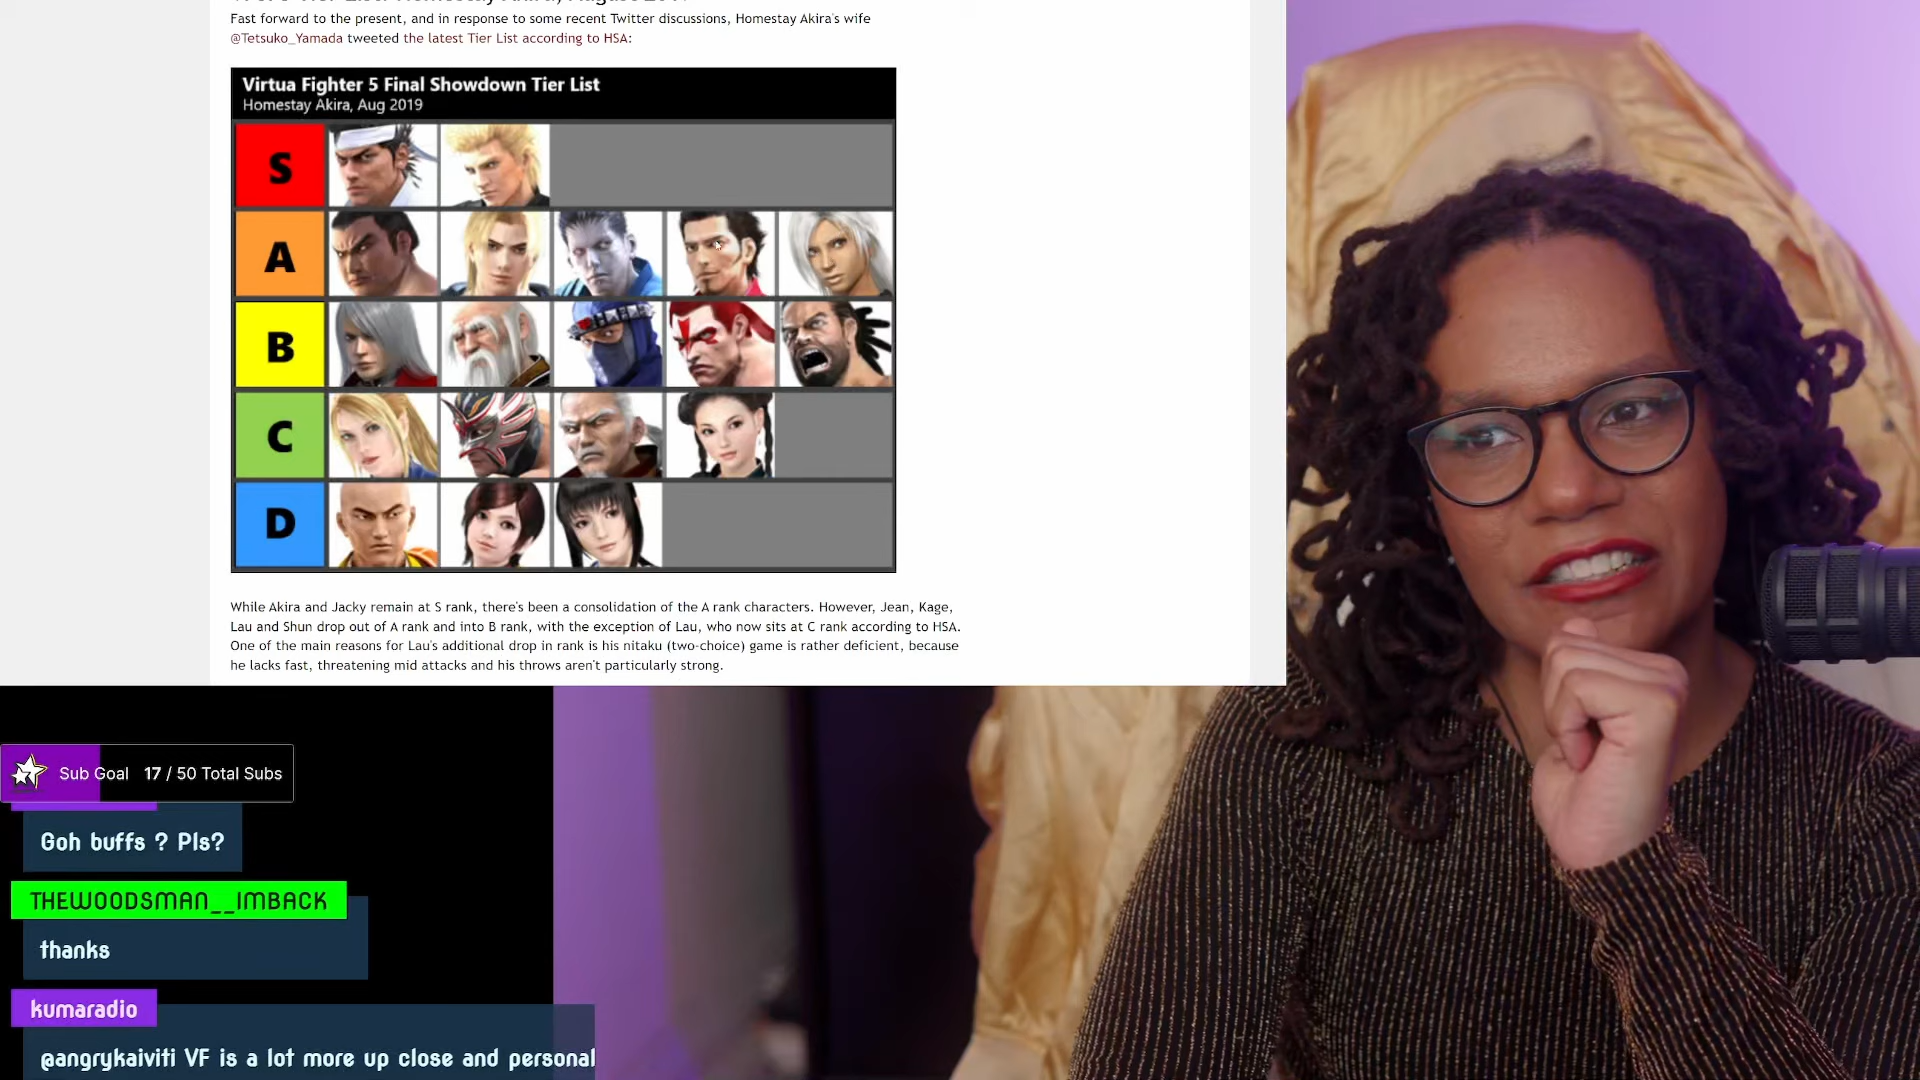 Fast forward to the present, and in response to some recent Twitter discussions, Homestay Akira's wife
@Tetsuko_Yamada tweeted the latest Tier List according to HSA:
Virtua Fighter 5 Final Showdown Tier List
Homestay Akira, Aug 2019
S
A
B
C
D
While Akira and Jacky remain at S rank, there's been a consolidation of the A rank characters. However, Jean, Kage,
Lau and Shun drop out of A rank and into B rank, with the exception of Lau, who now sits at C rank according to HSA.
One of the main reasons for Lau's additional drop in rank is his nitaku (two-choice) game is rather deficient, because
he lacks fast, threatening mid attacks and his throws aren't particularly strong.
Sub Goal 17 / 50 Total Subs
Goh buffs ? Pls?
THEWOODSMAN__IMBACK
thanks
kumaradio
@angrykaiviti VF is a lot more up close and personal